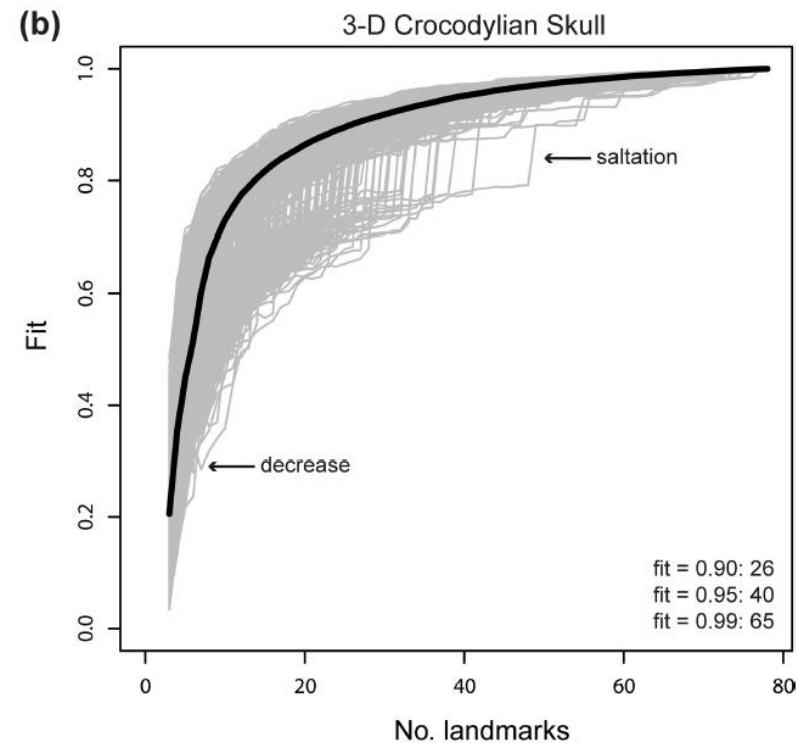 (b)
3-D Crocodylian Skull
1.0
0.8
0.6
0.4
0.2
0.0
Fit
saltation
decrease
fit = 0.90: 26
fit = 0.95: 40
fit = 0.99: 65
0 20 40 60 80
No. landmarks